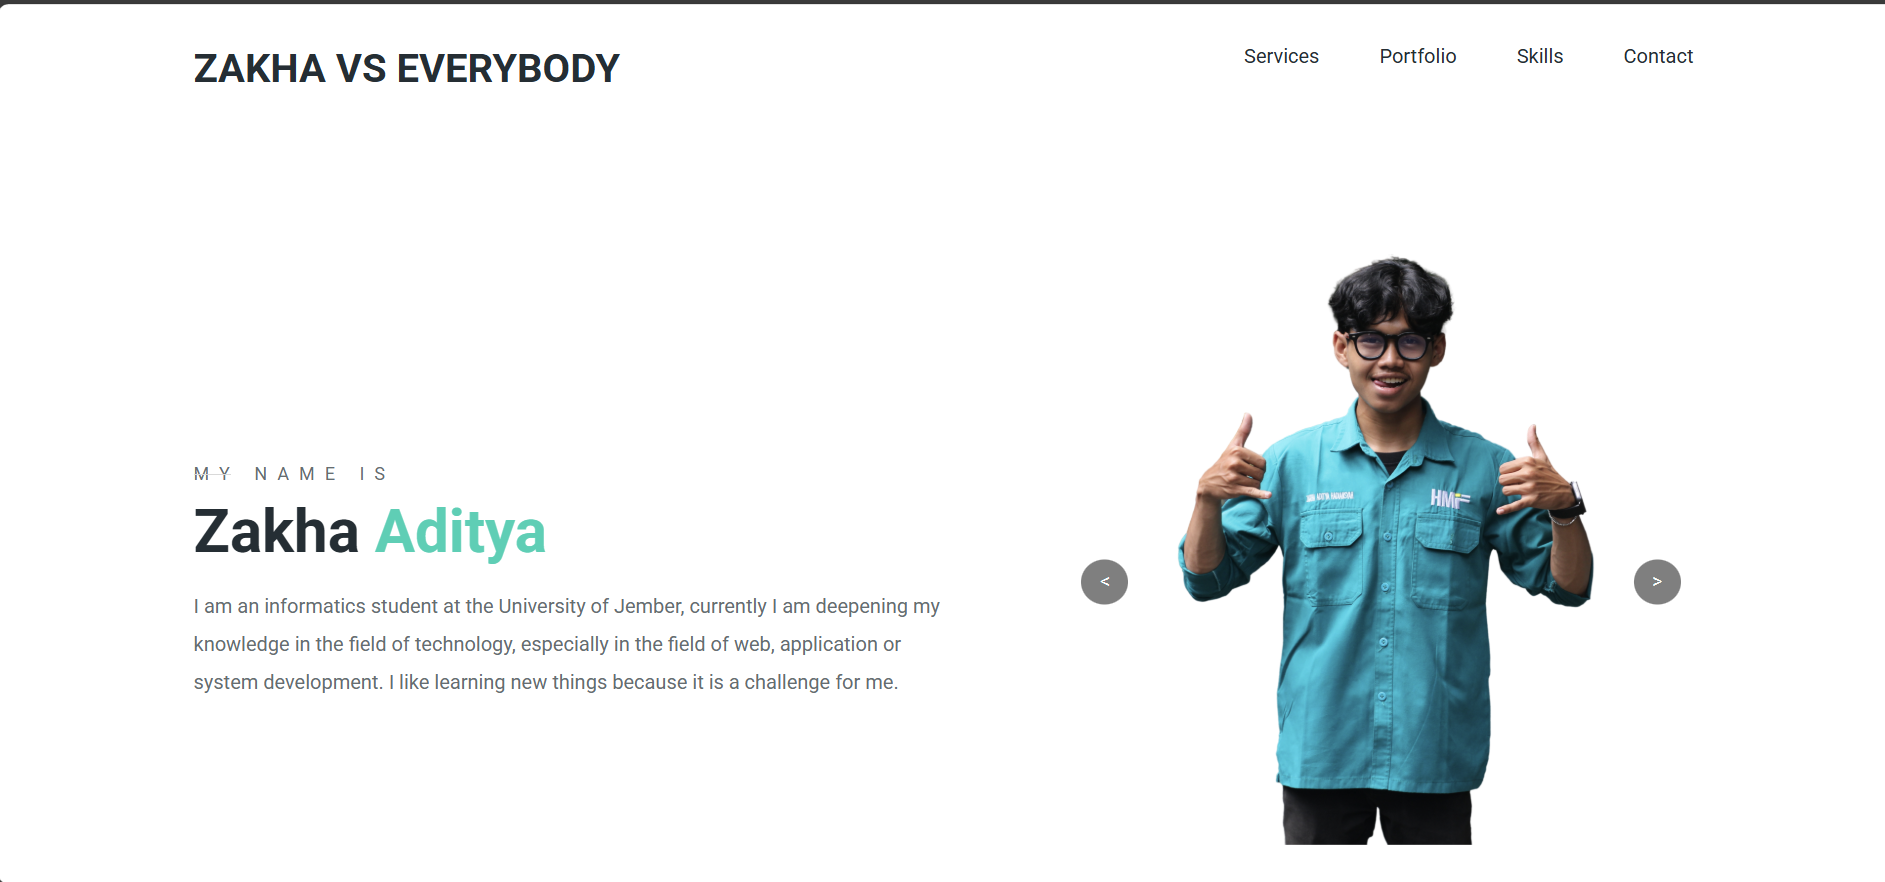 ZAKHA VS EVERYBODY
Services Portfolio Skills Contact
MY NAME IS
Zakha Aditya
I am an informatics student at the University of Jember, currently I am deepening my
knowledge in the field of technology, especially in the field of web, application or
system development. I like learning new things because it is a challenge for me.
HMIF
< >